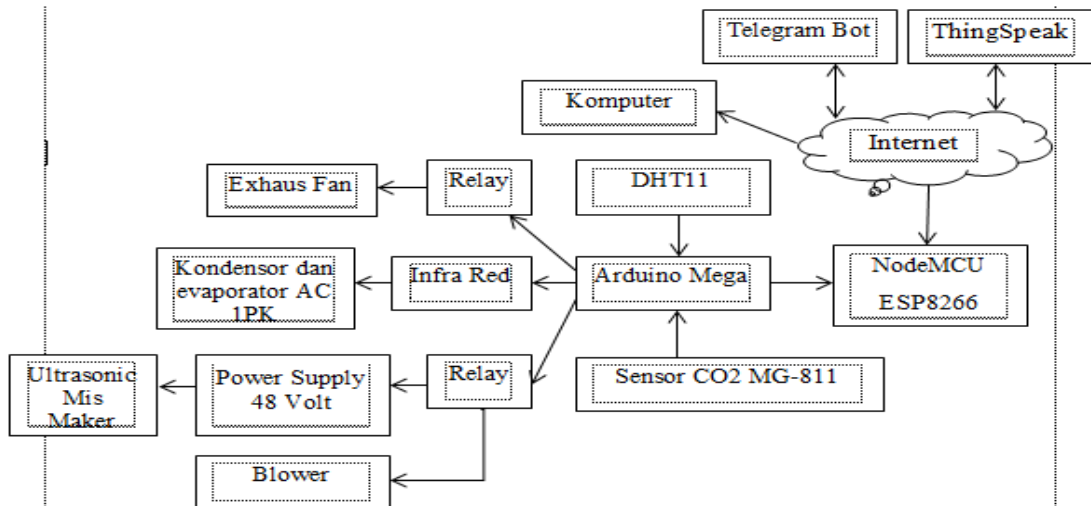 Telegram Bot
ThingSpeak
Komputer
Internet
Exhaus Fan
Relay
DHT11
Kondensor dan
evaporator AC
1PK
Infra Red
Arduino Mega
NodeMCU
ESP8266
Ultrasonic
Mis
Maker
Power Supply
48 Volt
Relay
Sensor CO2 MG-811
Blower